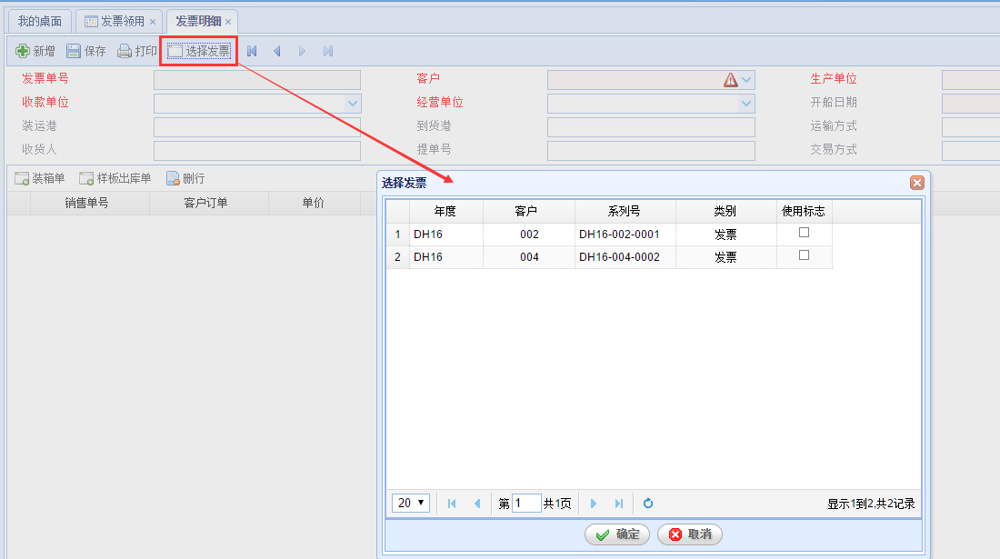 我的桌面 发票领用 × 发票明细 ×
新增 保存 打印 选择发票
发票单号 客户 生产单位
收款单位 经营单位 开船日期
装运港 到货港 运输方式
收货人 提单号 交易方式
装箱单 样板出库单 删行
销售单号 客户订单 单价
选择发票
年度 客户 系列号 类别 使用标志
1 DH16 002 DH16-002-0001 发票
2 DH16 004 DH16-004-0002 发票
20 第 1 共1页 显示1到2,共2记录
确定 取消